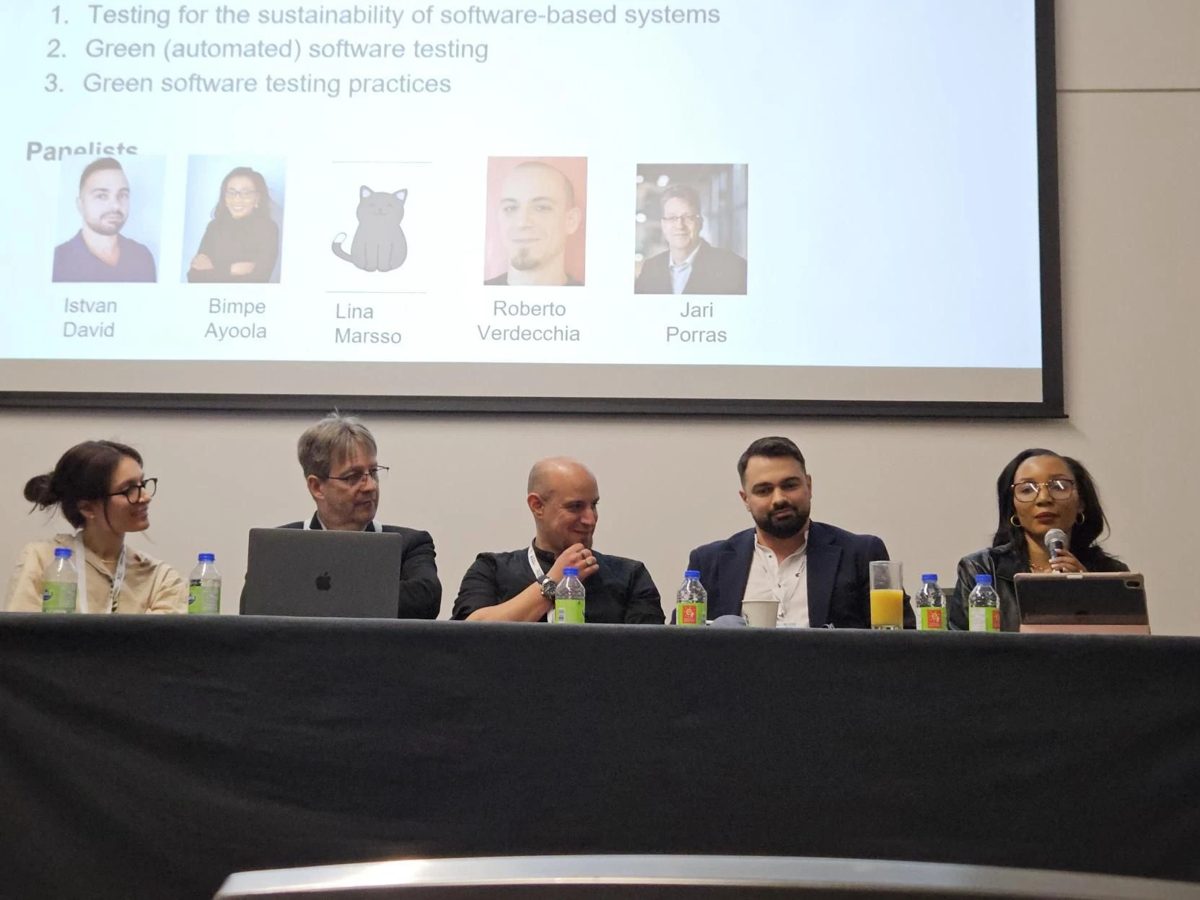 1. Testing for the sustainability of software-based systems
2. Green (automated) software testing
3. Green software testing practices
Panelists
Istvan
David
Bimpe
Ayoola
Lina
Marsso
Roberto
Verdecchia
Jari
Porras